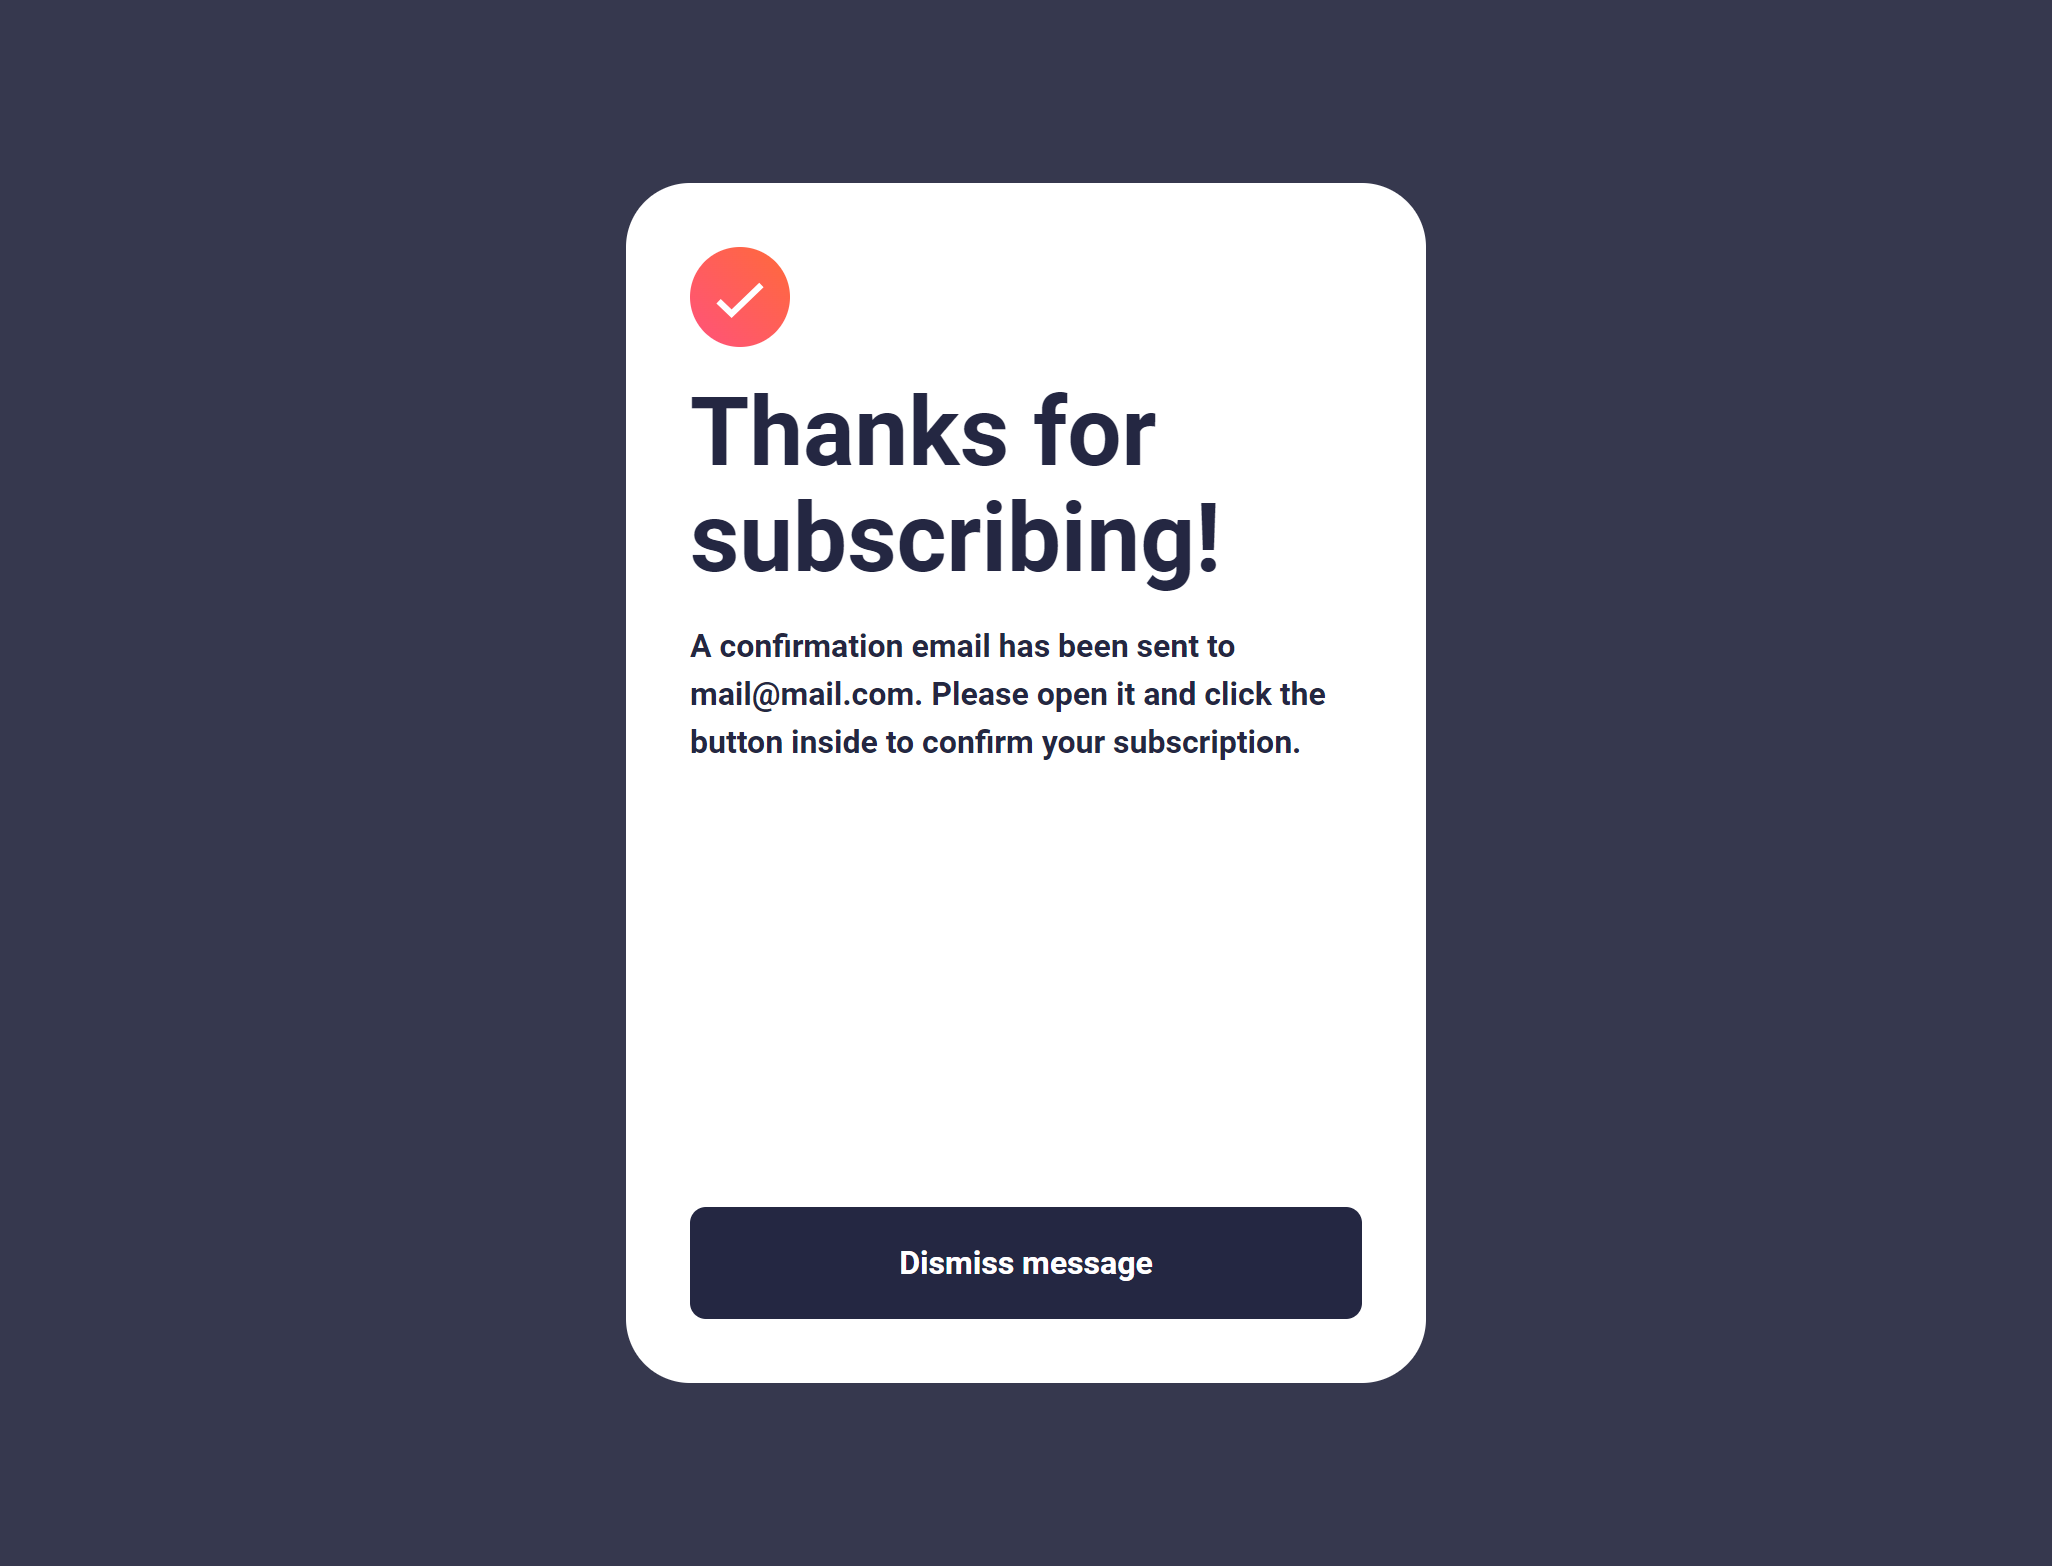 Thanks for
subscribing!
A confirmation email has been sent to
mail@mail.com. Please open it and click the
button inside to confirm your subscription.
Dismiss message